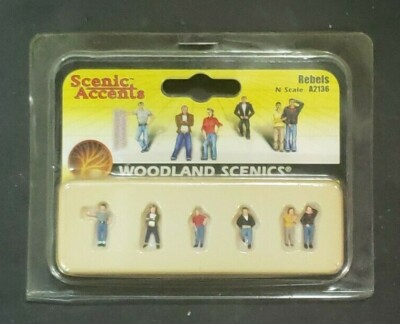 Scenic
Accents
Rebels
N Scale A2136
WOODLAND SCENICS®